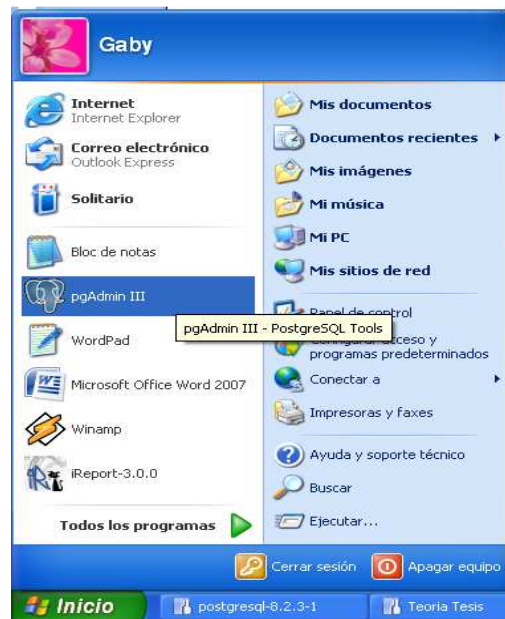 Gaby
Internet
Internet Explorer
Correo electrónico
Outlook Express
Solitario
Bloc de notas
pgAdmin III
WordPad
Microsoft Office Word 2007
Winamp
iReport-3.0.0
Todos los programas
Mis documentos
Documentos recientes
Mis imágenes
Mi música
Mi PC
Mis sitios de red
Panel de control
pgAdmin III - PostgreSQL Tools
Configurar acceso y
programas predeterminados
Conectar a
Impresoras y faxes
Ayuda y soporte técnico
Buscar
Ejecutar...
Cerrar sesión
Apagar equipo
Inicio
postgresql-8.2.3-1
Teoria Tesis